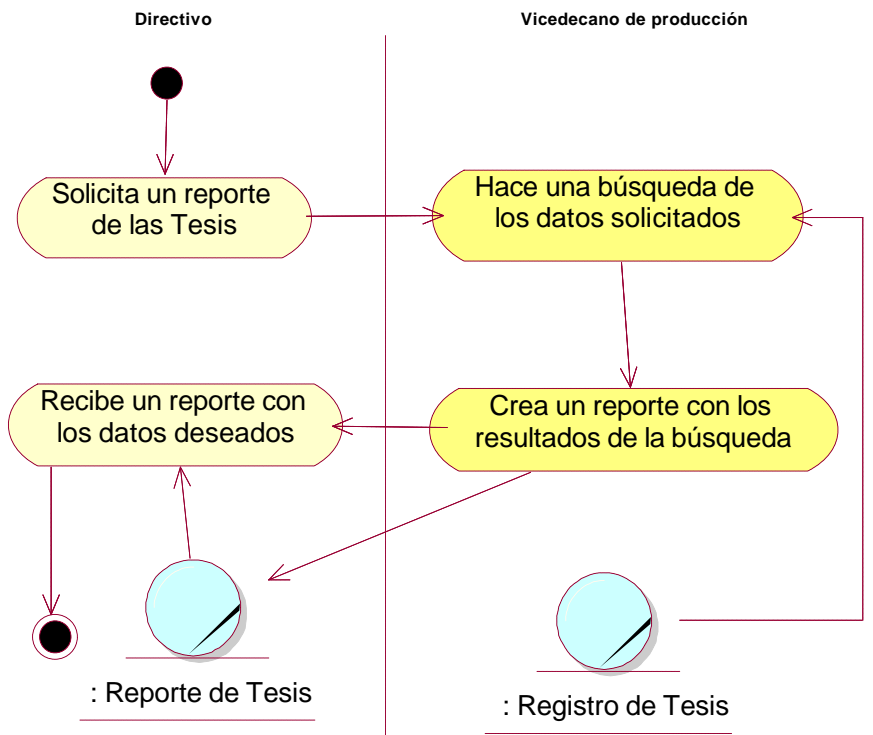 Directivo
Vicedecano de producción
Solicita un reporte
de las Tesis
Hace una búsqueda de
los datos solicitados
Recibe un reporte con
los datos deseados
Crea un reporte con los
resultados de la búsqueda
: Reporte de Tesis
: Registro de Tesis